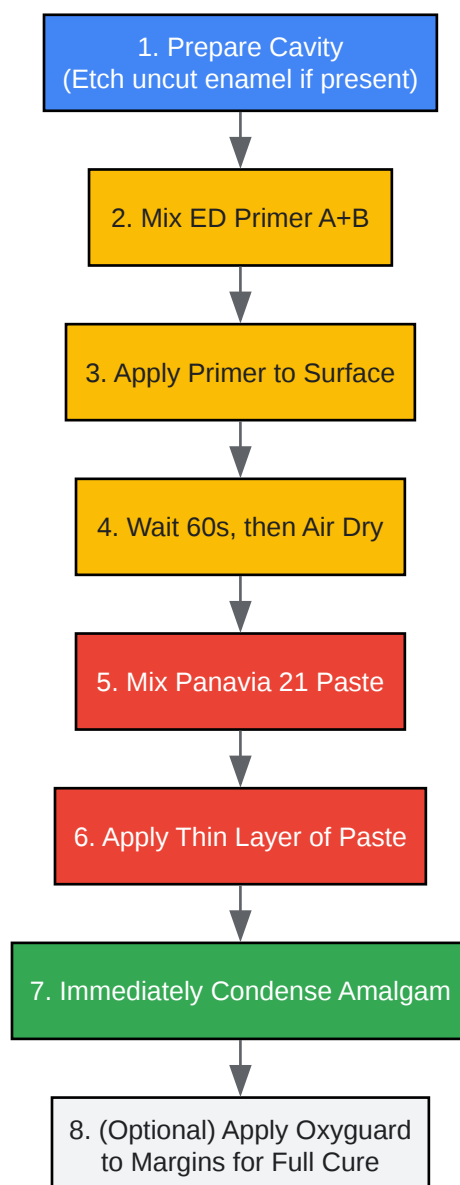 1. Prepare Cavity
(Etch uncut enamel if present)
2. Mix ED Primer A+B
3. Apply Primer to Surface
4. Wait 60s, then Air Dry
5. Mix Panavia 21 Paste
6. Apply Thin Layer of Paste
7. Immediately Condense Amalgam
8. (Optional) Apply Oxyguard
to Margins for Full Cure